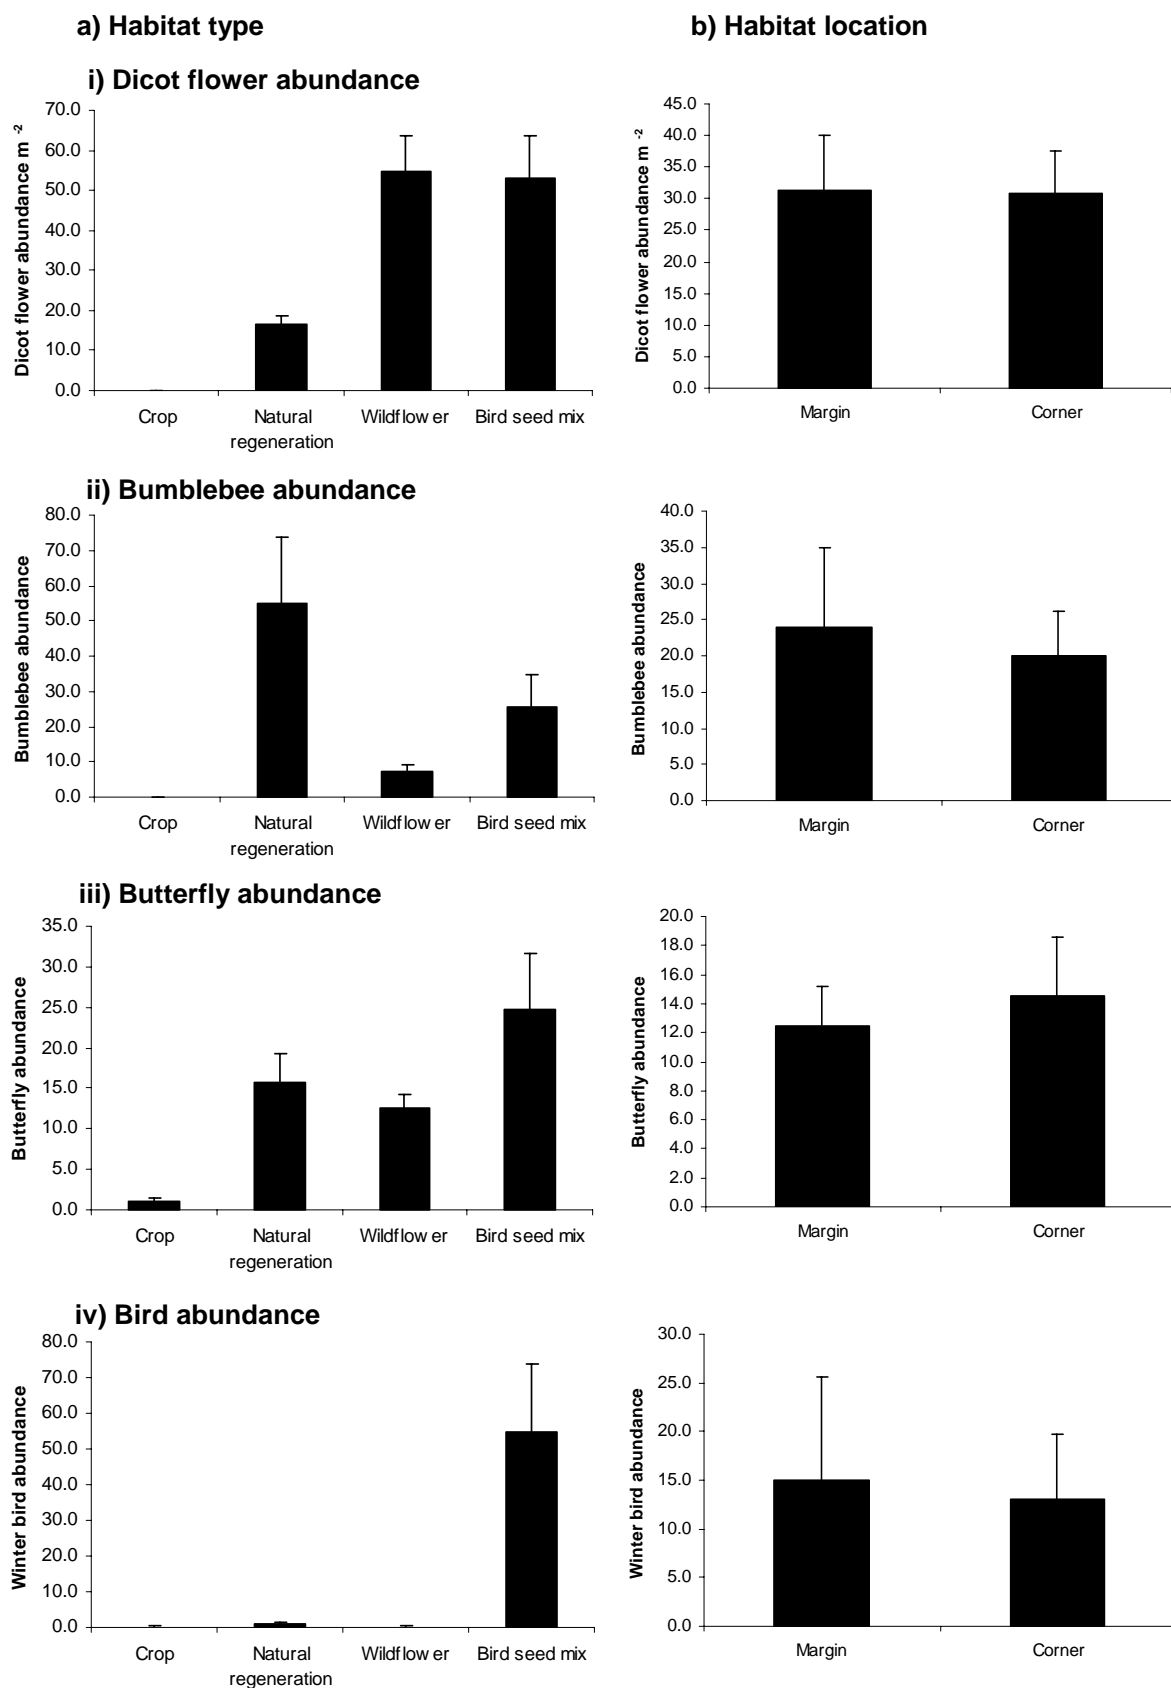 a) Habitat type
b) Habitat location
i) Dicot flower abundance
Dicot flower abundance m -2
70.0
60.0
50.0
40.0
30.0
20.0
10.0
0.0
Crop
Natural
regeneration
Wildflower
Bird seed mix
Dicot flower abundance m -2
45.0
40.0
35.0
30.0
25.0
20.0
15.0
10.0
5.0
0.0
Margin
Corner
ii) Bumblebee abundance
Bumblebee abundance
80.0
70.0
60.0
50.0
40.0
30.0
20.0
10.0
0.0
Crop
Natural
regeneration
Wildflower
Bird seed mix
Bumblebee abundance
40.0
35.0
30.0
25.0
20.0
15.0
10.0
5.0
0.0
Margin
Corner
iii) Butterfly abundance
Butterfly abundance
35.0
30.0
25.0
20.0
15.0
10.0
5.0
0.0
Crop
Natural
regeneration
Wildflower
Bird seed mix
Butterfly abundance
20.0
18.0
16.0
14.0
12.0
10.0
8.0
6.0
4.0
2.0
0.0
Margin
Corner
iv) Bird abundance
Winter bird abundance
80.0
70.0
60.0
50.0
40.0
30.0
20.0
10.0
0.0
Crop
Natural
regeneration
Wildflower
Bird seed mix
Winter bird abundance
30.0
25.0
20.0
15.0
10.0
5.0
0.0
Margin
Corner